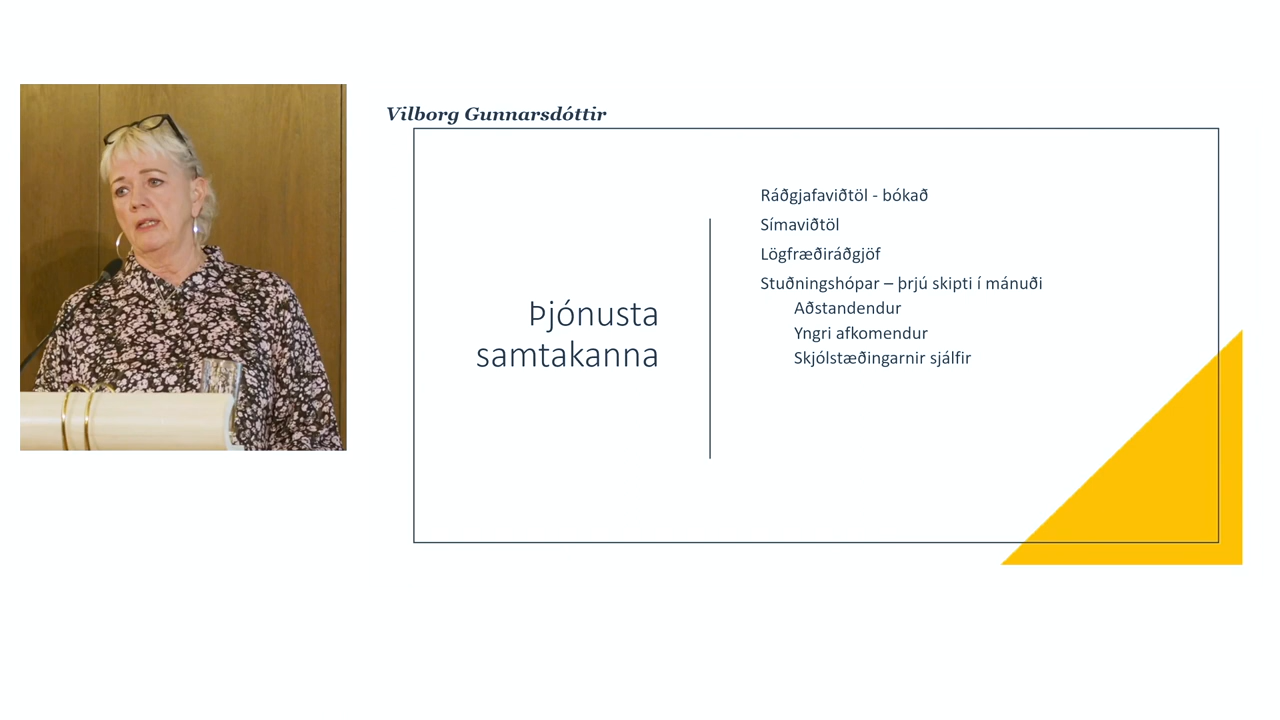 Vilborg Gunnarsdóttir
Þjónusta
samtakanna
Ráðgjafaviðtöl - bókað
Símaviðtöl
Lögfræðiráðgjöf
Stuðningshópar – þrjú skipti í mánuði
Aðstandendur
Yngri afkomendur
Skjólstæðingarnir sjálfir